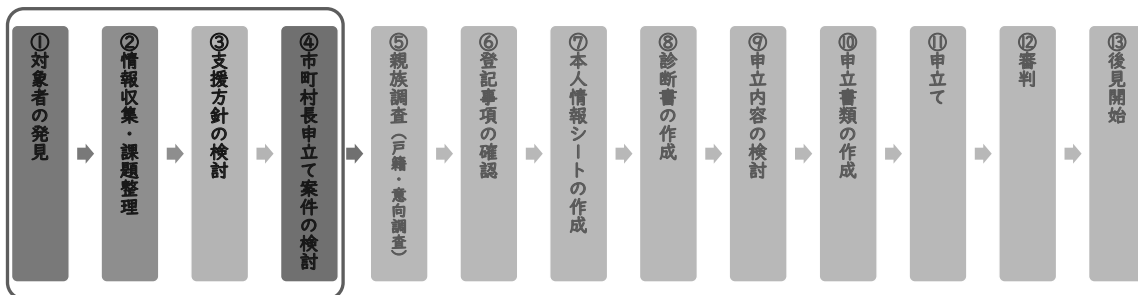 ①対象者の発見
②情報収集・課題整理
③支援方針の検討
④市町村長申立て案件の検討
⑤親族調査（戸籍・意向調査）
⑥登記事項の確認
⑦本人情報シートの作成
⑧診断書の作成
⑨申立内容の検討
⑩申立書類の作成
⑪申立て
⑫審判
⑬後見開始